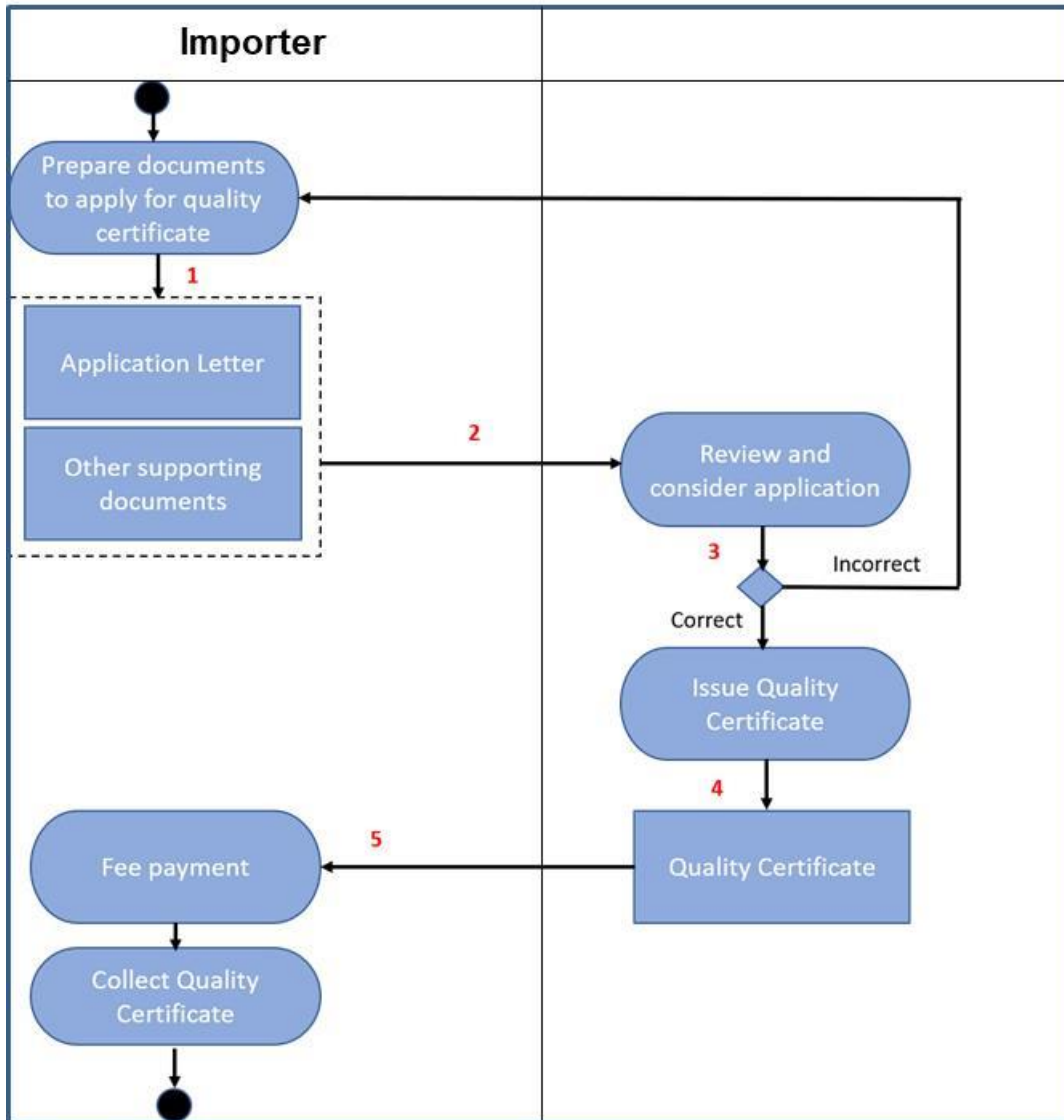 Importer
Prepare documents
to apply for quality
certificate
1
Application Letter
Other supporting
documents
2
Review and
consider application
3
Incorrect
Correct
Issue Quality
Certificate
4
Quality Certificate
5
Fee payment
Collect Quality
Certificate